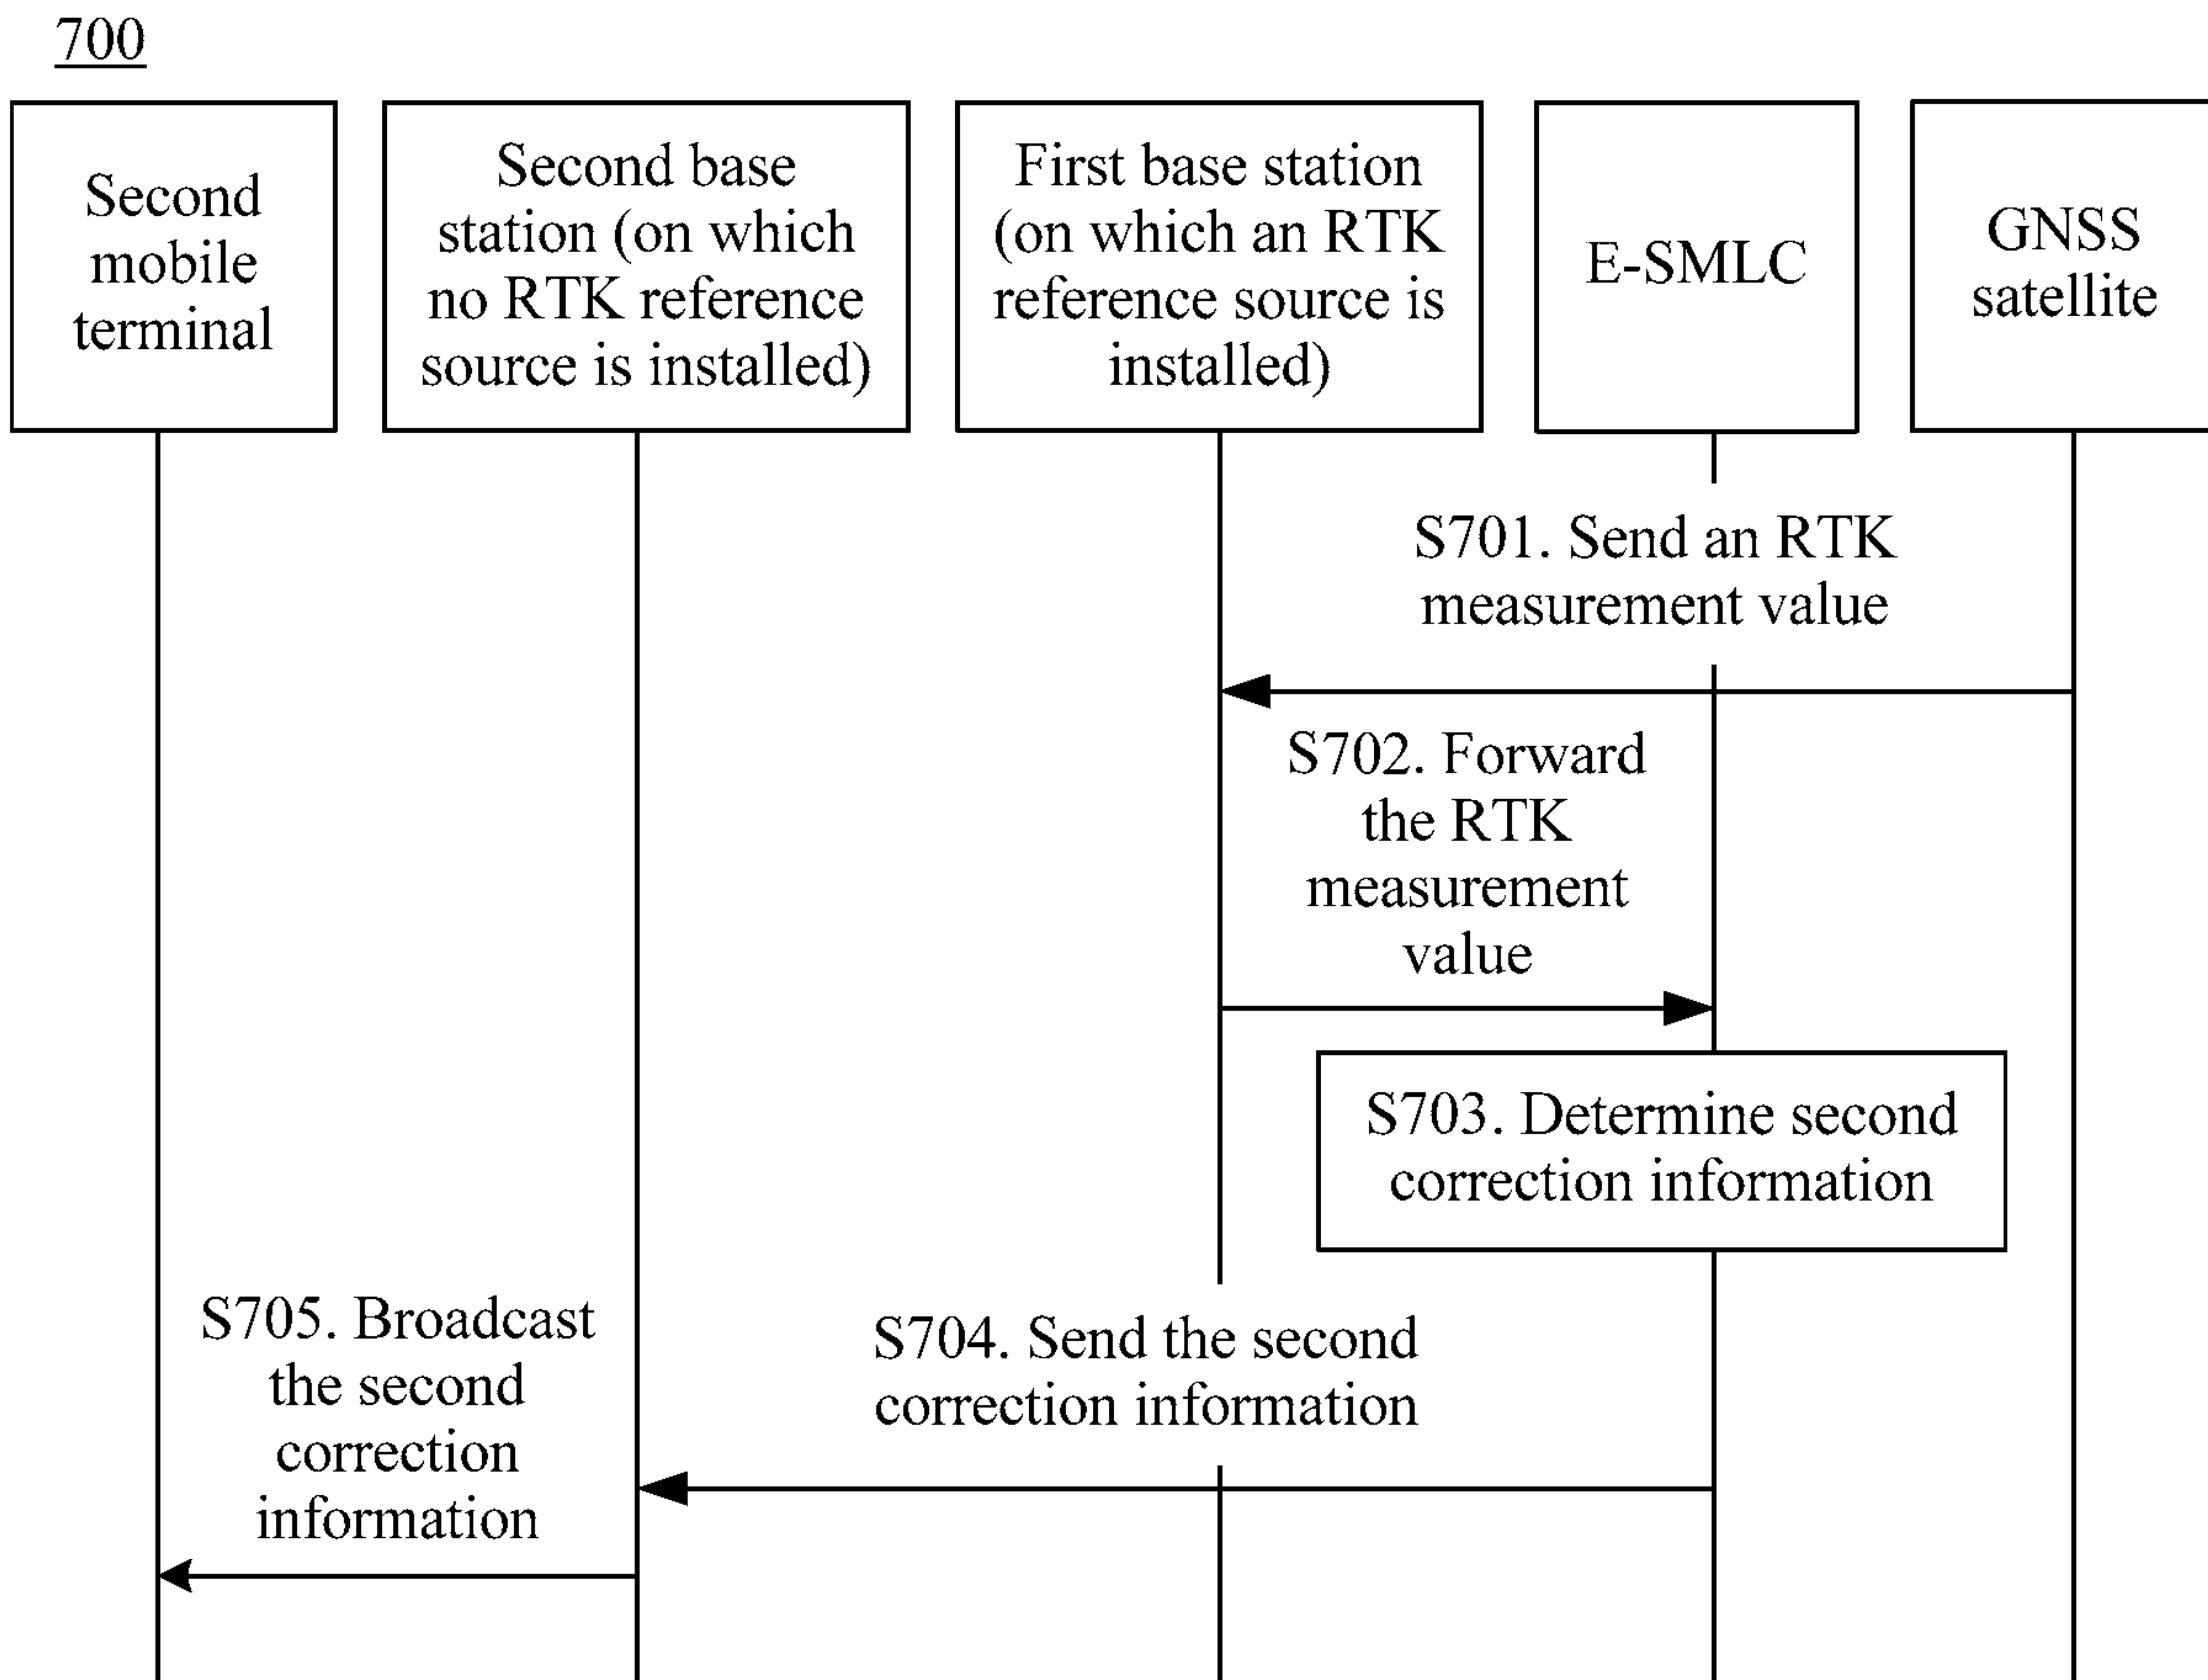 700
Second
mobile
terminal
Second base
station (on which
no RTK reference
source is installed)
First base station
(on which an RTK
reference source is
installed)
E-SMLC
GNSS
satellite
S701. Send an RTK
measurement value
S702. Forward
the RTK
measurement
value
S703. Determine second
correction information
S704. Send the second
correction information
S705. Broadcast
the second
correction
information